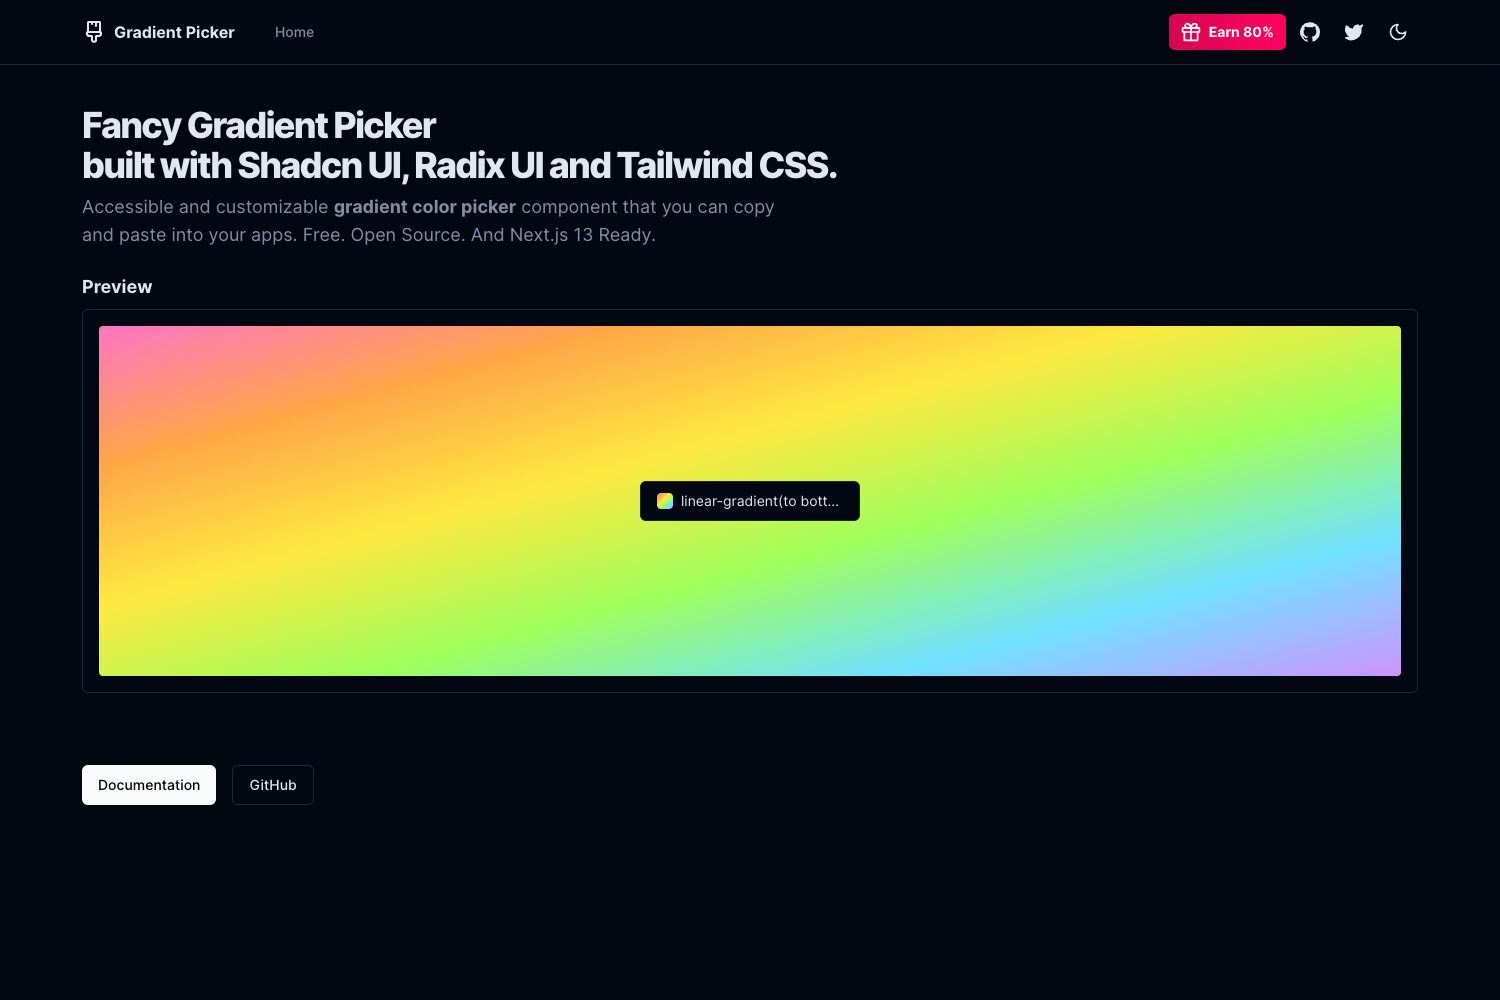 Gradient Picker
Home
Earn 80%
Fancy Gradient Picker
built with Shadcn UI, Radix UI and Tailwind CSS.
Accessible and customizable gradient color picker component that you can copy
and paste into your apps. Free. Open Source. And Next.js 13 Ready.
Preview
linear-gradient(to bott...
Documentation
GitHub